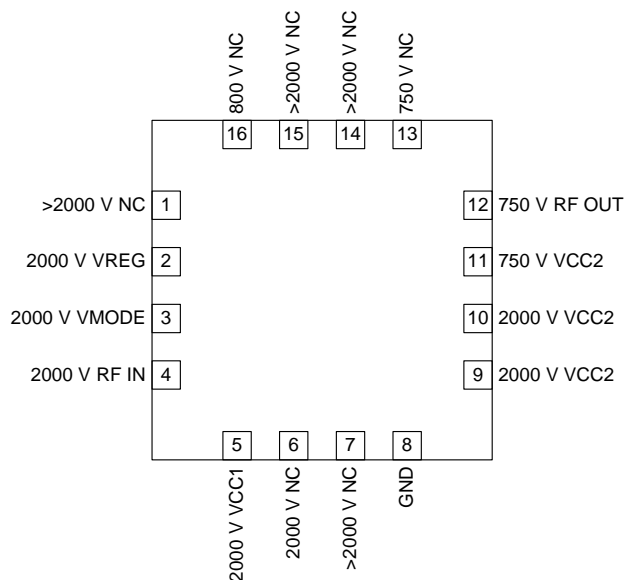 800 V NC
>2000 V NC
>2000 V NC
750 V NC
16
15
14
13
>2000 V NC 1
2000 V VREG 2
2000 V VMODE 3
2000 V RF IN 4
12 750 V RF OUT
11 750 V VCC2
10 2000 V VCC2
9 2000 V VCC2
5
6
7
8
2000 V VCC1
2000 V NC
>2000 V NC
GND